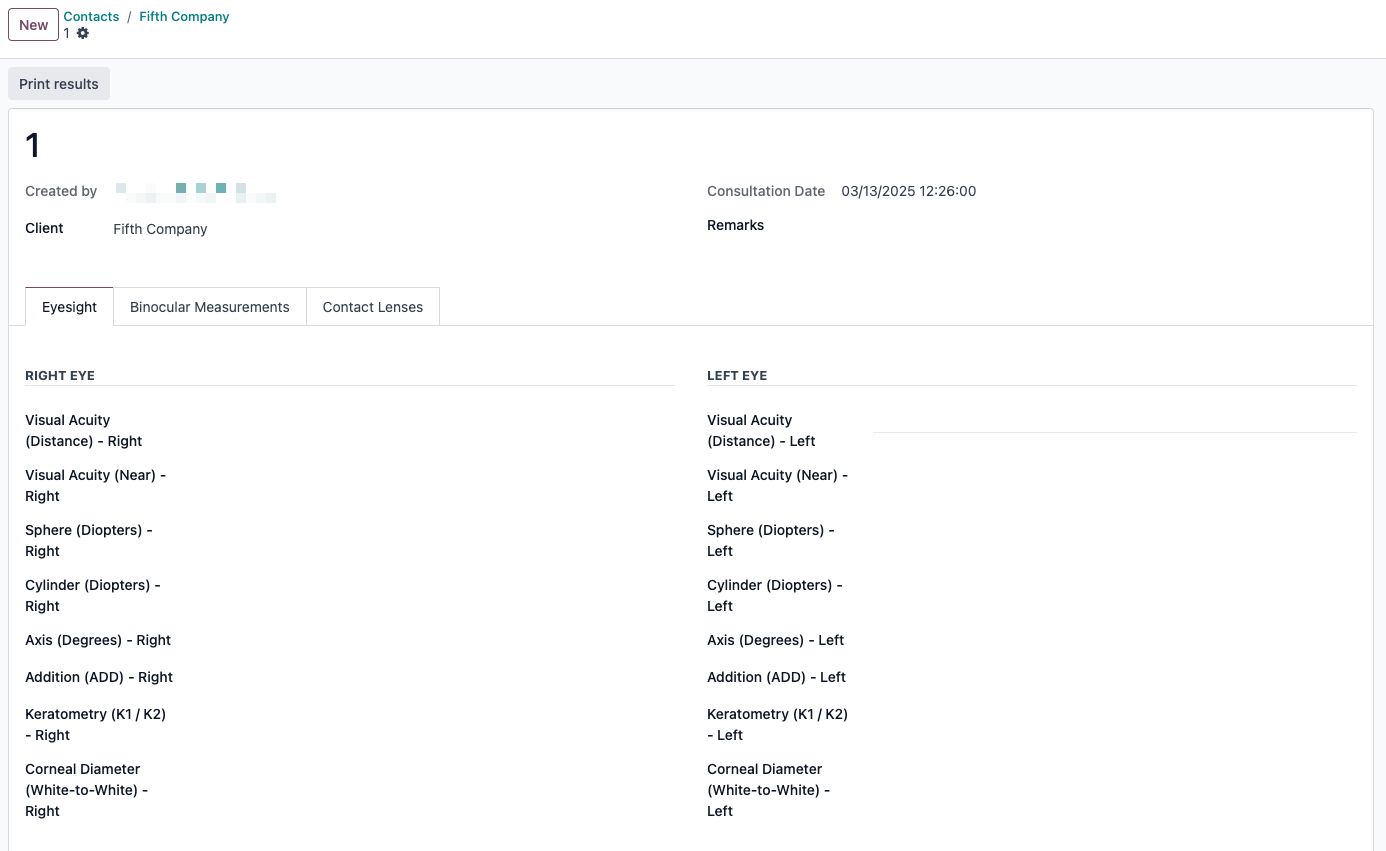 New
Contacts / Fifth Company
1
Print results
1
Created by
Consultation Date 03/13/2025 12:26:00
Client Fifth Company
Remarks
Eyesight Binocular Measurements Contact Lenses
RIGHT EYE
Visual Acuity
(Distance) - Right
Visual Acuity (Near) -
Right
Sphere (Diopters) -
Right
Cylinder (Diopters) -
Right
Axis (Degrees) - Right
Addition (ADD) - Right
Keratometry (K1 / K2)
- Right
Corneal Diameter
(White-to-White) -
Right
LEFT EYE
Visual Acuity
(Distance) - Left
Visual Acuity (Near) -
Left
Sphere (Diopters) -
Left
Cylinder (Diopters) -
Left
Axis (Degrees) - Left
Addition (ADD) - Left
Keratometry (K1 / K2)
- Left
Corneal Diameter
(White-to-White) -
Left